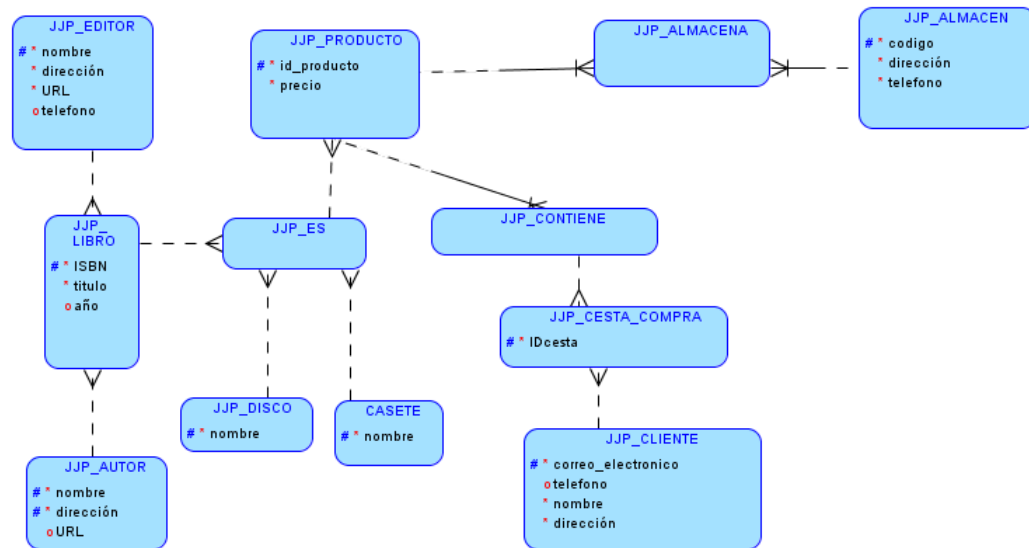 JJP_EDITOR
# * nombre
* dirección
* URL
o telefono
JJP_PRODUCTO
# * id_producto
* precio
JJP_ALMACENA
JJP_ALMACEN
# * codigo
* dirección
* telefono
JJP_
LIBRO
# * ISBN
* titulo
o año
JJP_ES
JJP_CONTIENE
JJP_CESTA_COMPRA
# * IDcesta
JJP_DISCO
# * nombre
CASETE
# * nombre
JJP_CLIENTE
# * correo_electronico
o telefono
* nombre
* dirección
JJP_AUTOR
# * nombre
# * dirección
o URL